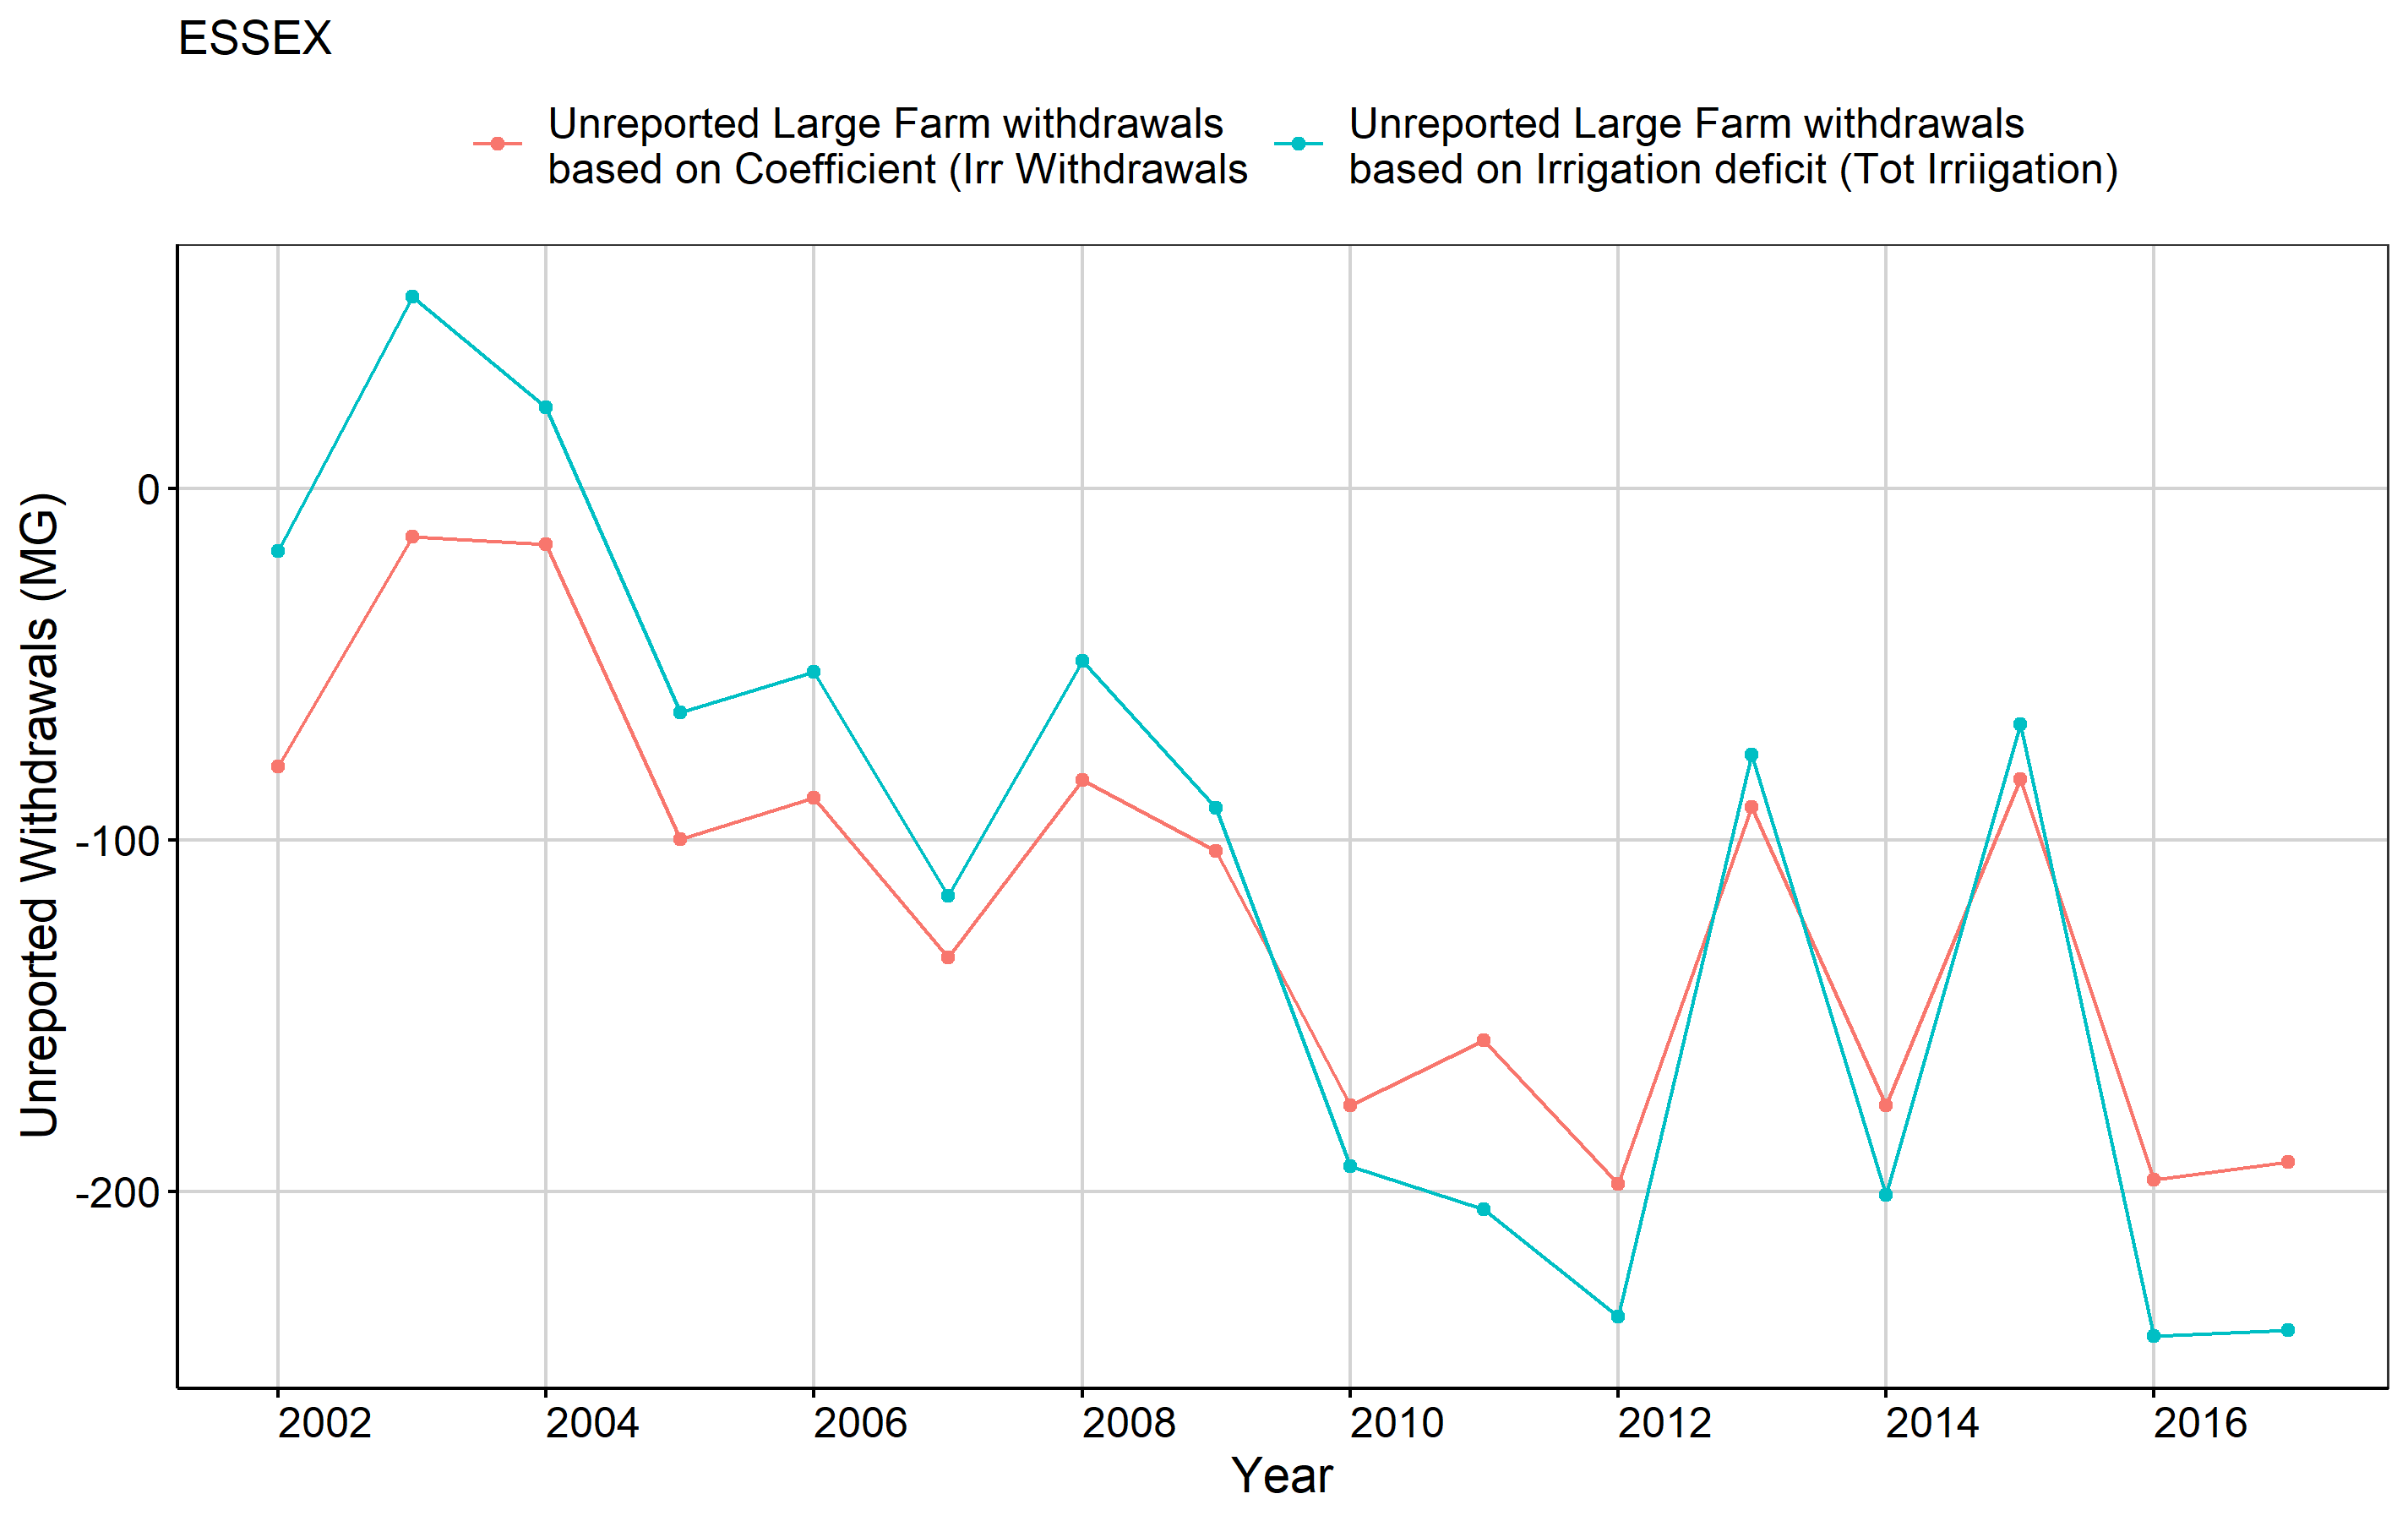 ESSEX
Unreported Large Farm withdrawals
based on Coefficient (Irr Withdrawals
Unreported Large Farm withdrawals
based on Irrigation deficit (Tot Irriigation)
Unreported Withdrawals (MG)
0
-100
-200
2002 2004 2006 2008 2010 2012 2014 2016
Year